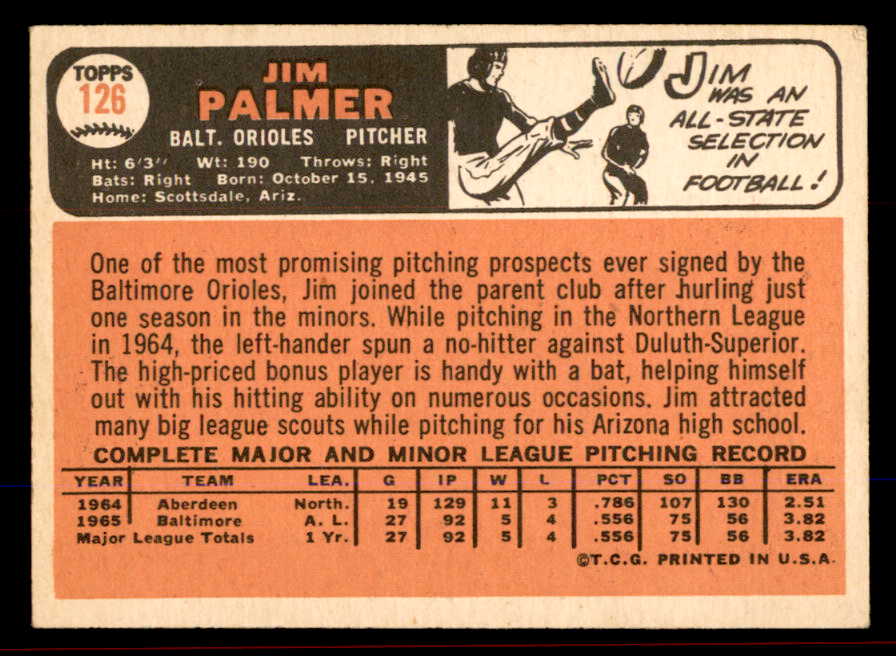 TOPPS
126
JIM
PALMER
BALT. ORIOLES PITCHER
Ht: 6'3" Wt: 190 Throws: Right
Bats: Right Born: October 15, 1945
Home: Scottsdale, Ariz.
JIM
WAS AN
ALL-STATE
SELECTION
IN
FOOTBALL!
One of the most promising pitching prospects ever signed by the
Baltimore Orioles, Jim joined the parent club after hurling just
one season in the minors. While pitching in the Northern League
in 1964, the left-hander spun a no-hitter against Duluth-Superior.
The high-priced bonus player is handy with a bat, helping himself
out with his hitting ability on numerous occasions. Jim attracted
many big league scouts while pitching for his Arizona high school.
COMPLETE MAJOR AND MINOR LEAGUE PITCHING RECORD
YEAR TEAM LEA. G IP W L PCT SO BB ERA
1964 Aberdeen North. 19 129 11 3 .786 107 130 2.51
1965 Baltimore A. L. 27 92 5 4 .556 75 56 3.82
Major League Totals 1 Yr. 27 92 5 4 .556 75 56 3.82
©T.C.G. PRINTED IN U.S.A.